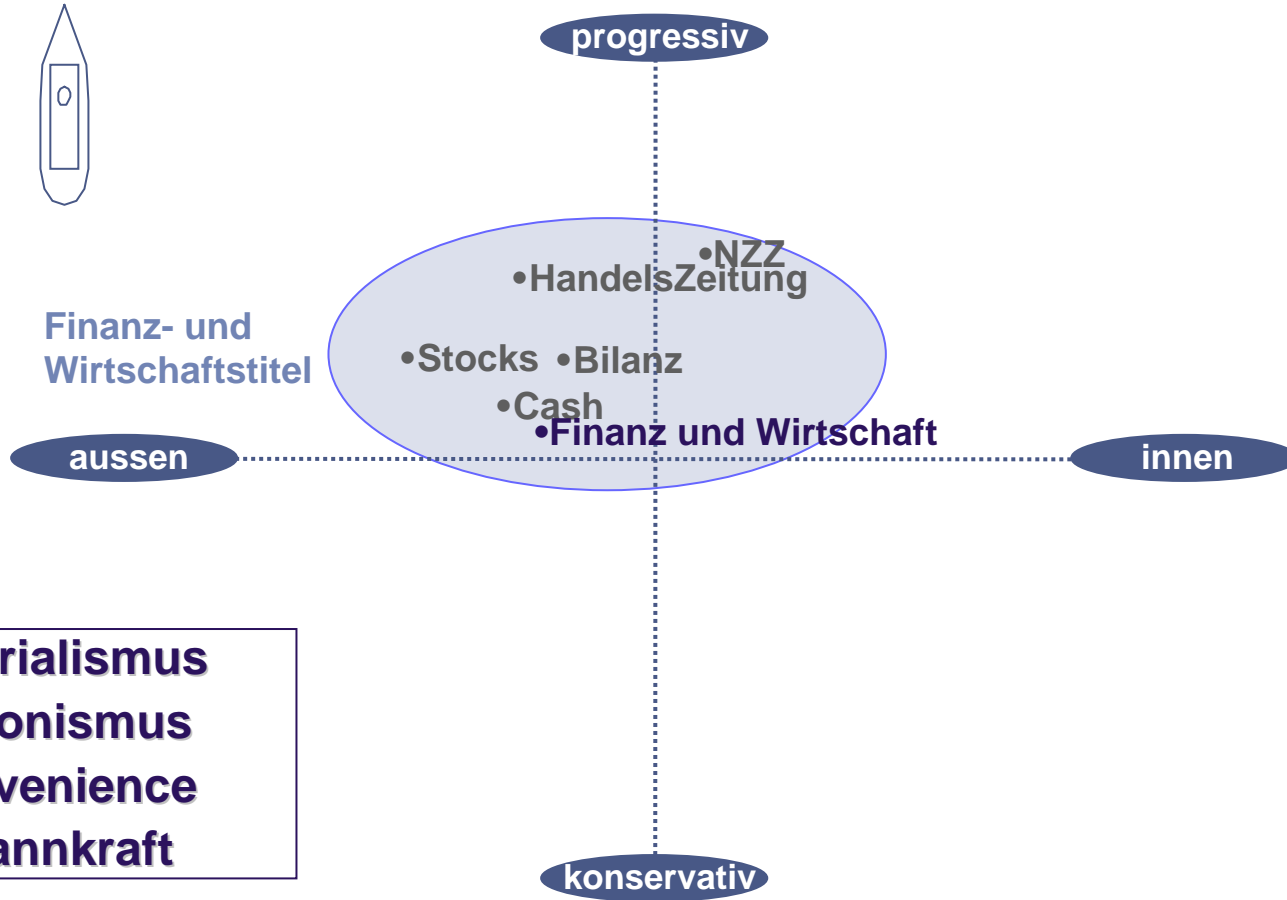 progressiv
•NZZ
•HandelsZeitung
Finanz- und
Wirtschaftstitel
•Stocks •Bilanz
•Cash
•Finanz und Wirtschaft
aussen
innen
rialismus
onismus
venience
annkraft
konservativ